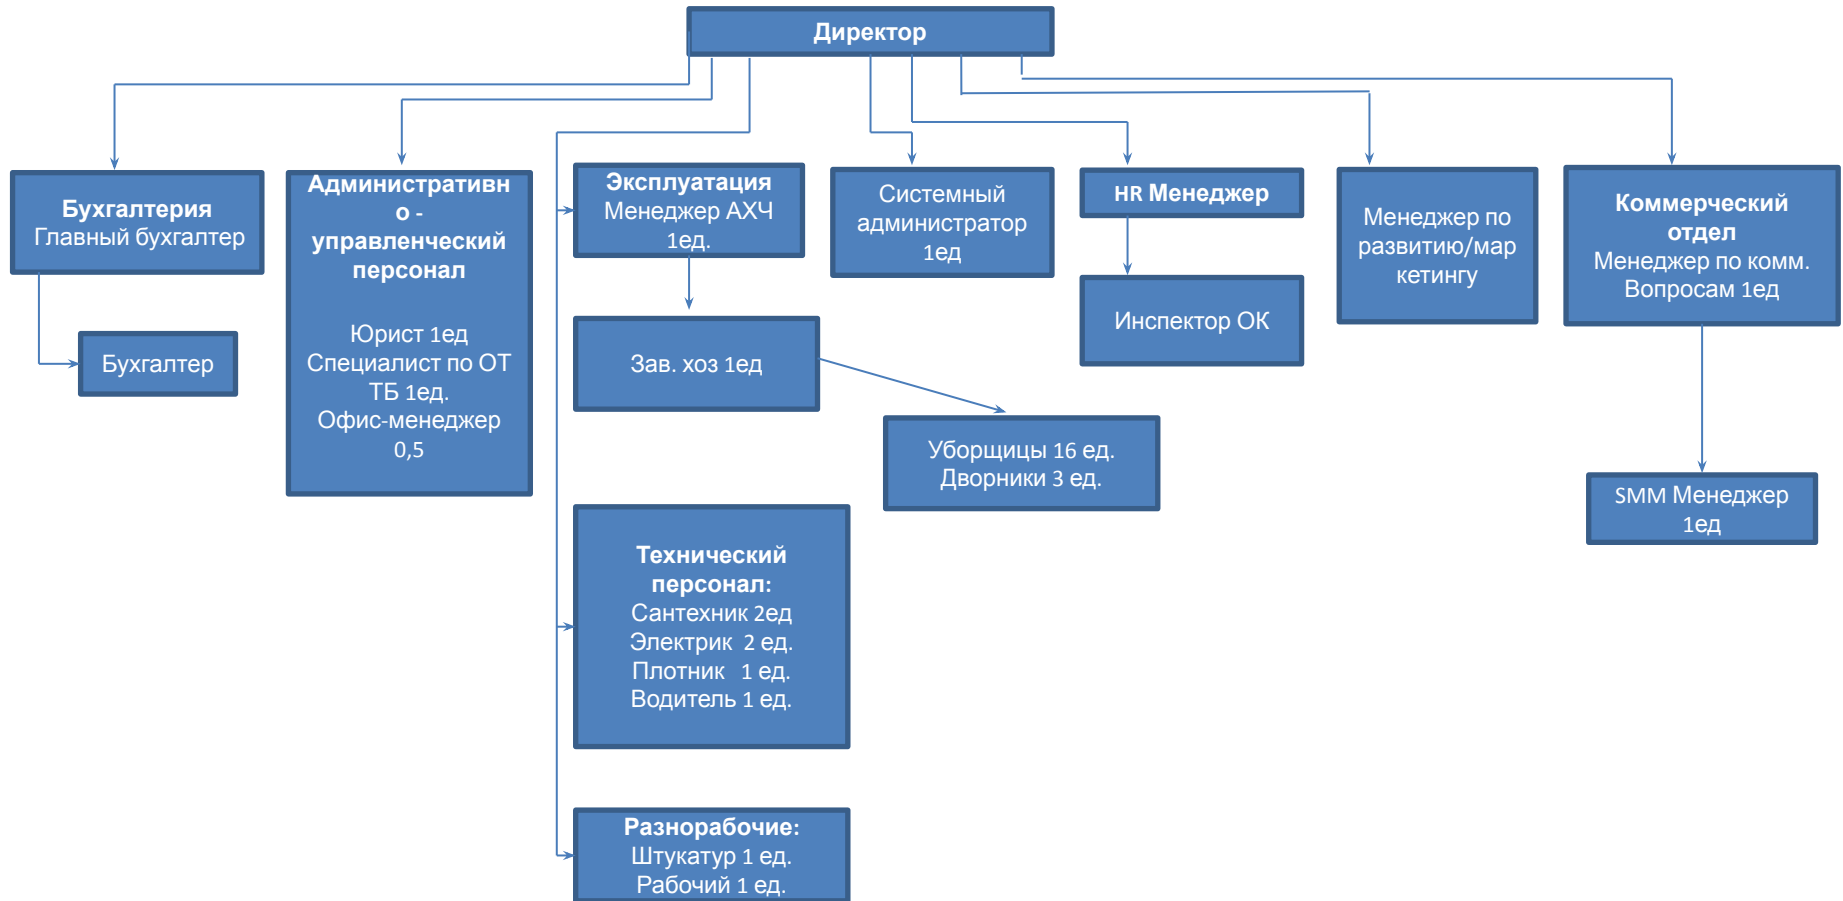 Директор
Бухгалтерия
Главный бухгалтер
Бухгалтер
Административн
о -
управленческий
персонал
Юрист 1ед
Специалист по ОТ
ТБ 1ед.
Офис-менеджер
0,5
Эксплуатация
Менеджер АХЧ
1ед.
Зав. хоз 1ед
Уборщицы 16 ед.
Дворники 3 ед.
Технический
персонал:
Сантехник 2ед
Электрик 2 ед.
Плотник 1 ед.
Водитель 1 ед.
Разнорабочие:
Штукатур 1 ед.
Рабочий 1 ед.
Системный
администратор
1ед
HR Менеджер
Инспектор ОК
Менеджер по
развитию/мар
кетингу
Коммерческий
отдел
Менеджер по комм.
Вопросам 1ед
SMM Менеджер
1ед